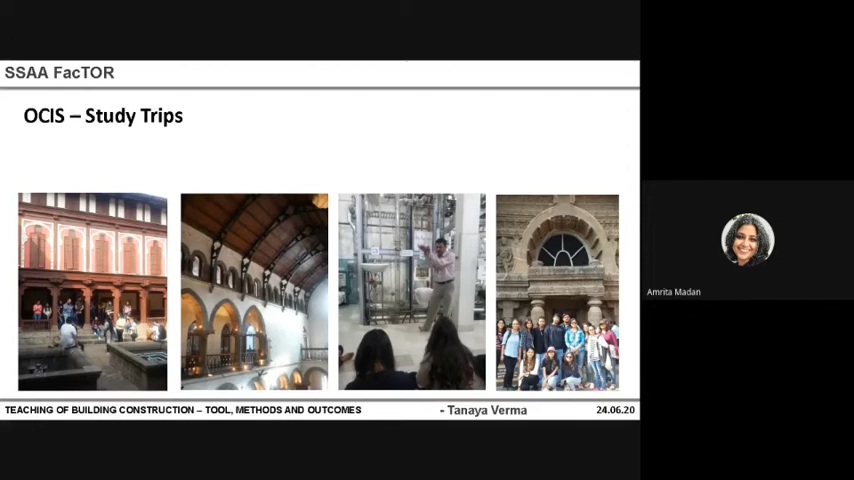 SSAA FacTOR
OCIS – Study Trips
Amrita Madan
TEACHING OF BUILDING CONSTRUCTION – TOOL, METHODS AND OUTCOMES
- Tanaya Verma
24.06.20